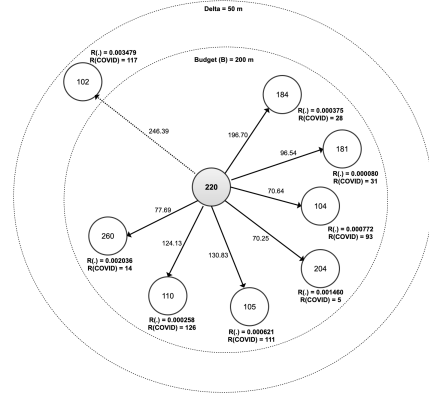 Delta = 50 m
R(.) = 0.003479
R(COVID) = 117
102
Budget (B) = 200 m
184
R(.) = 0.000375
R(COVID) = 28
246.39
196.70
181
96.54
R(.) = 0.000080
R(COVID) = 31
220
70.64
104
77.69
R(.) = 0.000772
R(COVID) = 93
260
124.13
70.25
130.83
204
R(.) = 0.002036
R(COVID) = 14
R(.) = 0.001460
R(COVID) = 5
110
105
R(.) = 0.000258
R(COVID) = 126
R(.) = 0.000621
R(COVID) = 111